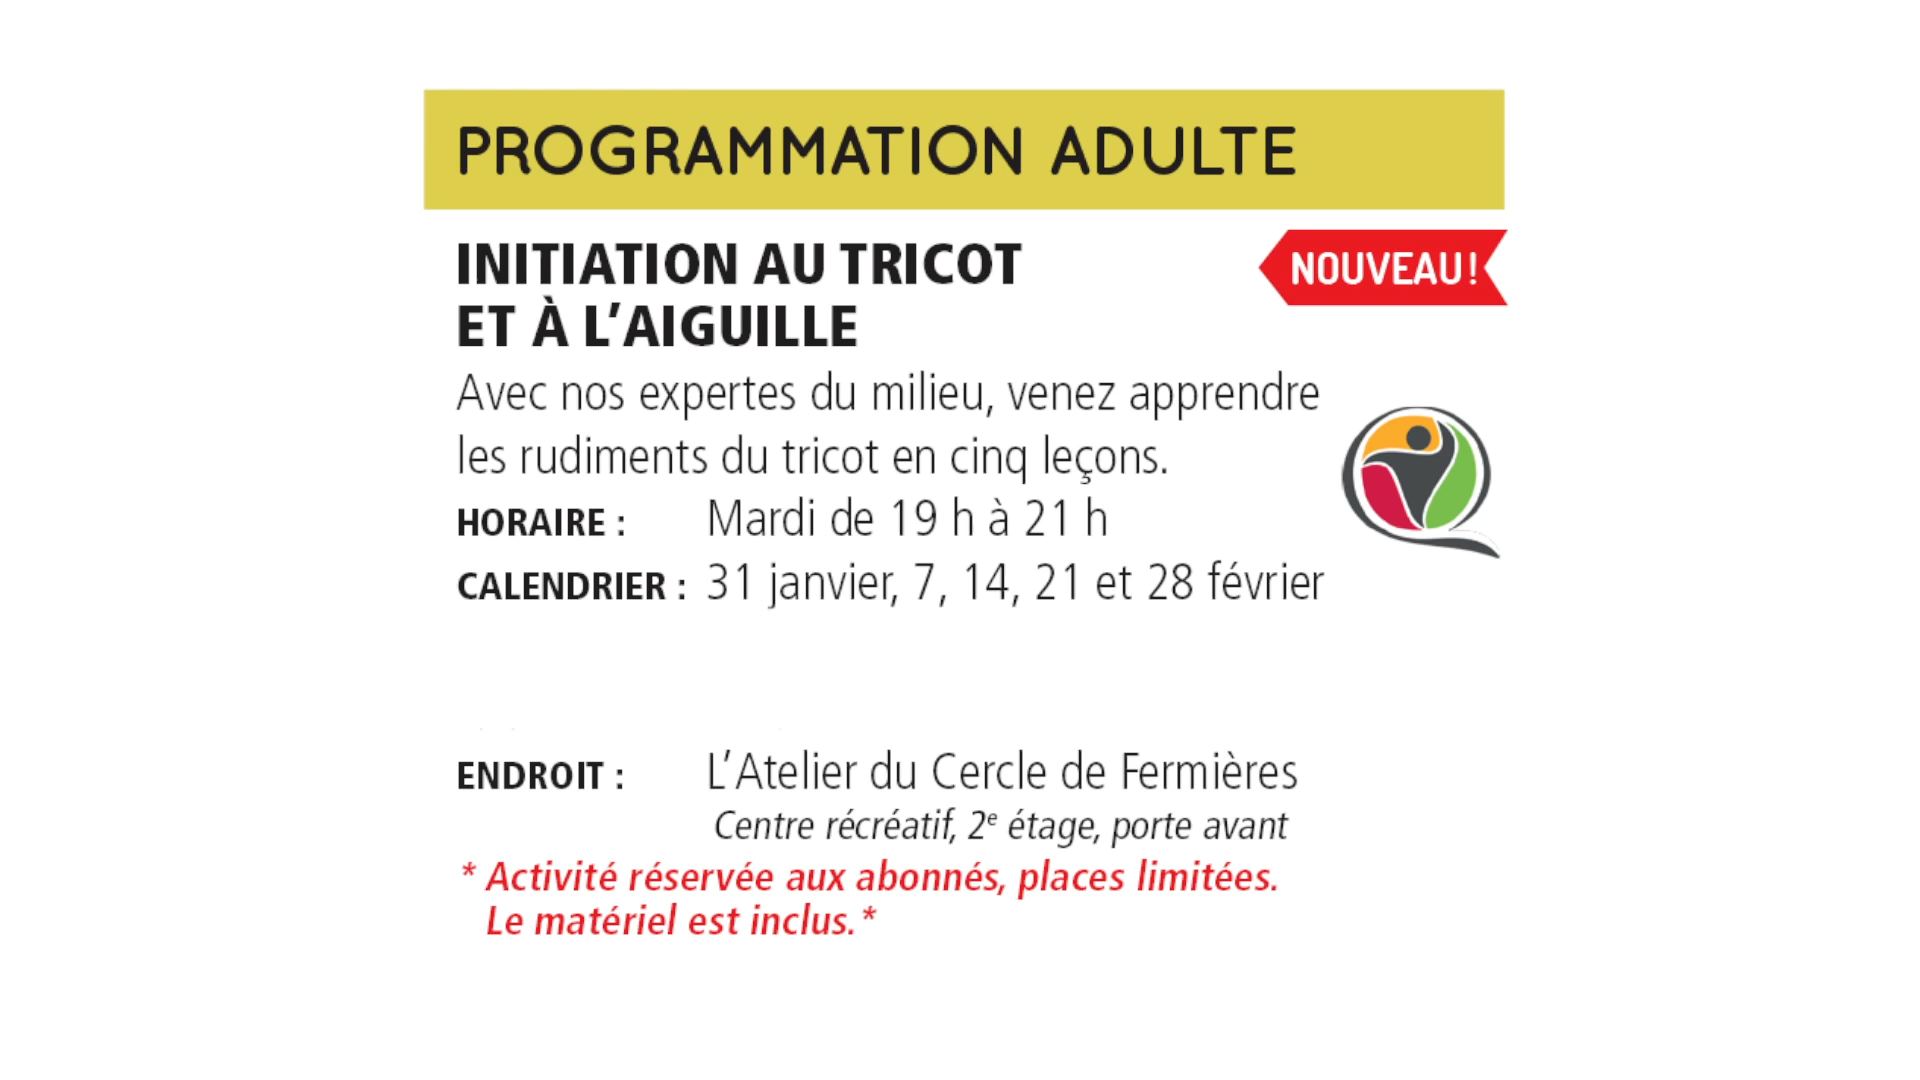 PROGRAMMATION ADULTE
INITIATION AU TRICOT
ET À L’AIGUILLE
NOUVEAU!
Avec nos expertes du milieu, venez apprendre
les rudiments du tricot en cinq leçons.
HORAIRE : Mardi de 19 h à 21 h
CALENDRIER : 31 janvier, 7, 14, 21 et 28 février
ENDROIT : L’Atelier du Cercle de Fermières
Centre récréatif, 2e étage, porte avant
* Activité réservée aux abonnés, places limitées.
Le matériel est inclus.*